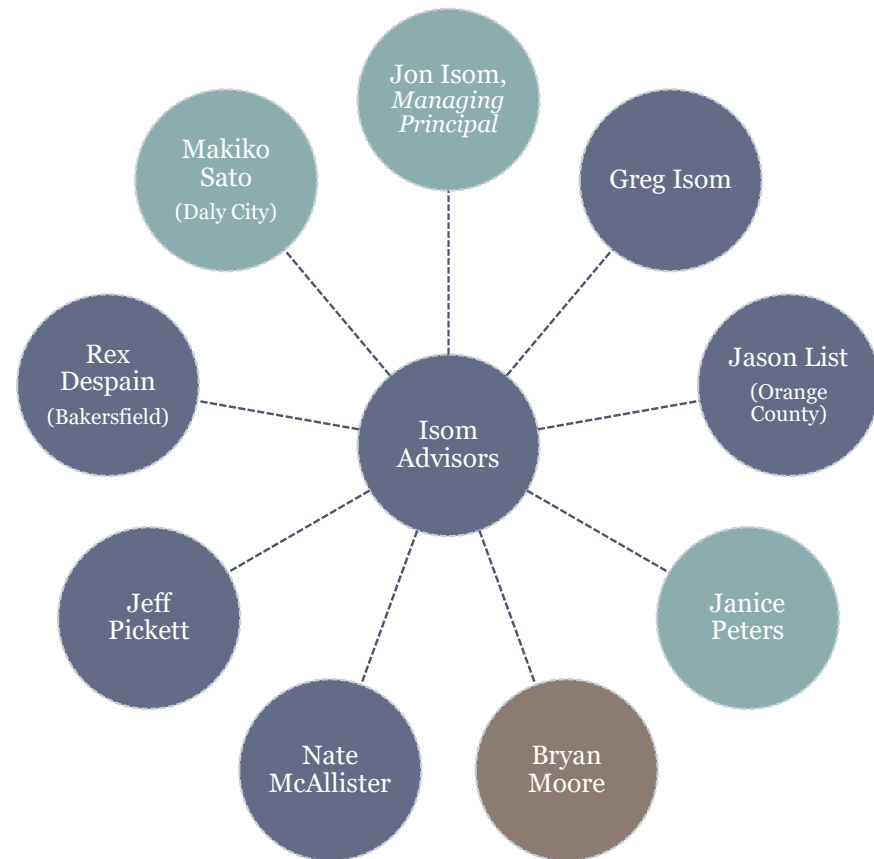 Jon Isom,
Managing
Principal
Greg Isom
Makiko
Sato
(Daly City)
Jason List
(Orange
County)
Rex
Despain
(Bakersfield)
Isom
Advisors
Janice
Peters
Jeff
Pickett
Bryan
Moore
Nate
McAllister